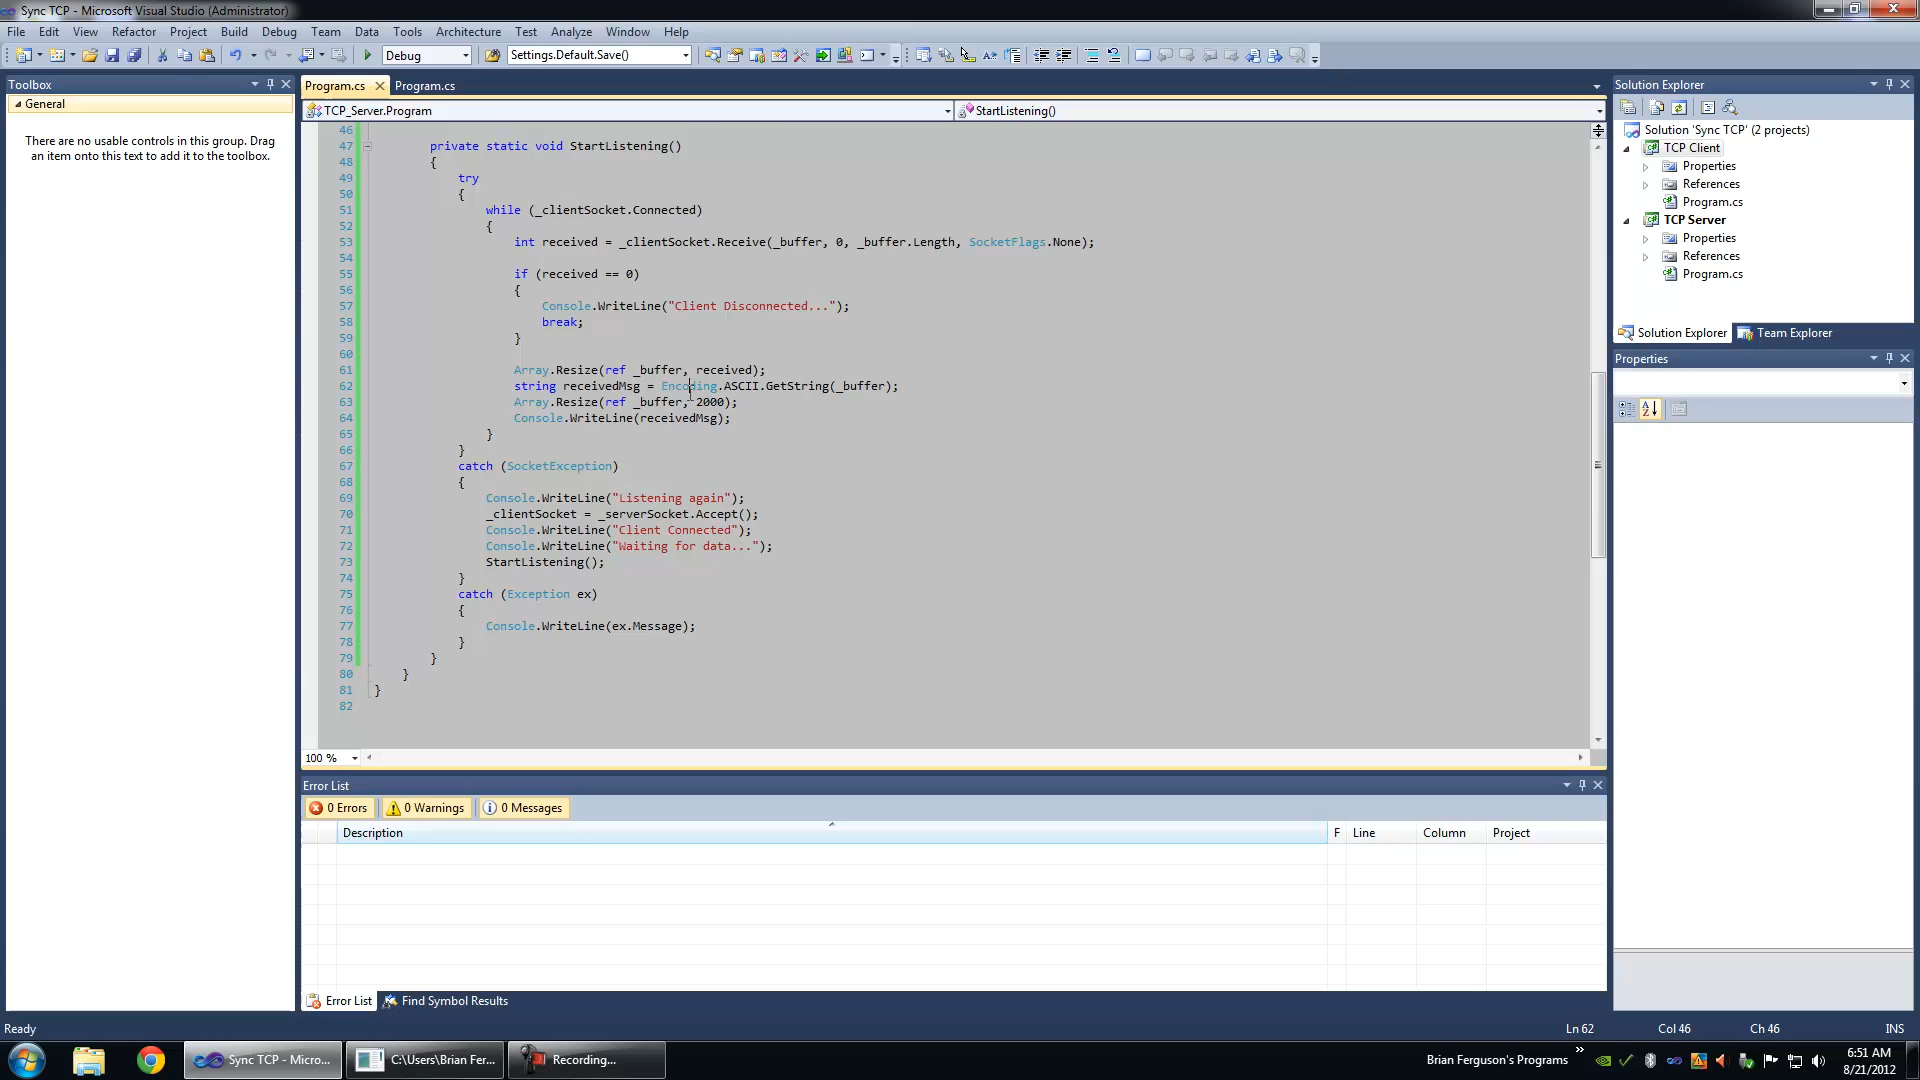 Sync TCP - Microsoft Visual Studio (Administrator)
File Edit View Refactor Project Build Debug Team Data Tools Architecture Test Analyze Window Help
Debug Settings.Default.Save()
Toolbox
General
There are no usable controls in this group. Drag
an item onto this text to add it to the toolbox.
Program.cs Program.cs
TCP_Server.Program StartListening()
46
47 private static void StartListening()
48 {
49 try
50 {
51 while (_clientSocket.Connected)
52 {
53 int received = _clientSocket.Receive(_buffer, 0, _buffer.Length, SocketFlags.None);
54
55 if (received == 0)
56 {
57 Console.WriteLine("Client Disconnected...");
58 break;
59 }
60
61 Array.Resize(ref _buffer, received);
62 string receivedMsg = Encoding.ASCII.GetString(_buffer);
63 Array.Resize(ref _buffer, 2000);
64 Console.WriteLine(receivedMsg);
65 }
66 }
67 catch (SocketException)
68 {
69 Console.WriteLine("Listening again");
70 _clientSocket = _serverSocket.Accept();
71 Console.WriteLine("Client Connected");
72 Console.WriteLine("Waiting for data...");
73 StartListening();
74 }
75 catch (Exception ex)
76 {
77 Console.WriteLine(ex.Message);
78 }
79 }
80 }
81 }
82
100 %
Error List
0 Errors 0 Warnings 0 Messages
Description F Line Column Project
Error List Find Symbol Results
Solution Explorer
Solution 'Sync TCP' (2 projects)
TCP Client
Properties
References
Program.cs
TCP Server
Properties
References
Program.cs
Solution Explorer Team Explorer
Properties
Ready Ln 62 Col 46 Ch 46 INS
Sync TCP - Micro... C:\Users\Brian Fer... Recording... Brian Ferguson's Programs 6:51 AM
8/21/2012